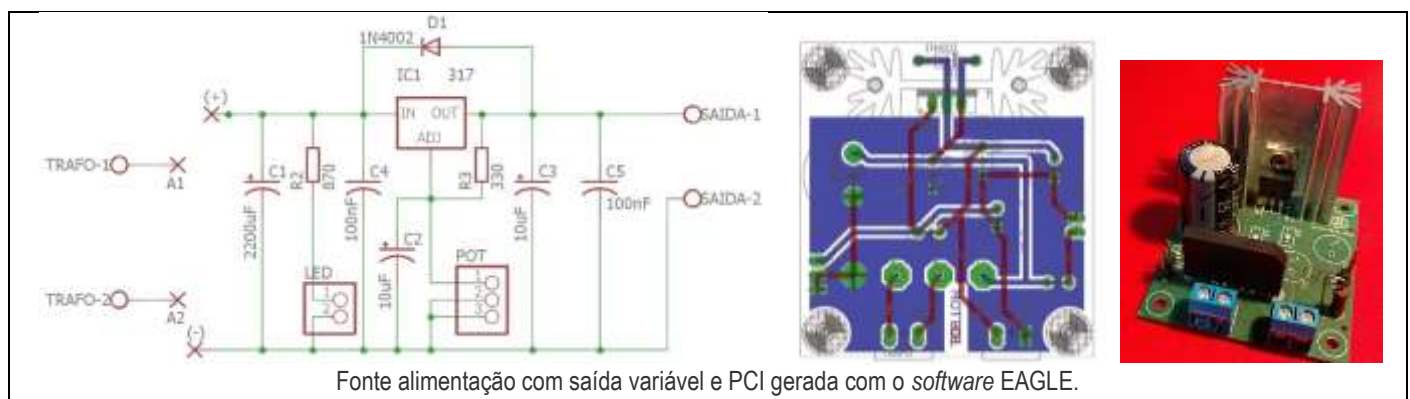 D1
1N4002
IC1 317
(+)
IN OUT
SAIDA-1
ADJ
TRAFO-1
A1
C1
R2
870
C4
R3
330
C3
C5
SAIDA-2
100nF
2200uF
100nF
C2
10uF
LED
POT
10uF
TRAFO-2
A2
(-)
Fonte alimentação com saída variável e PCI gerada com o software EAGLE.